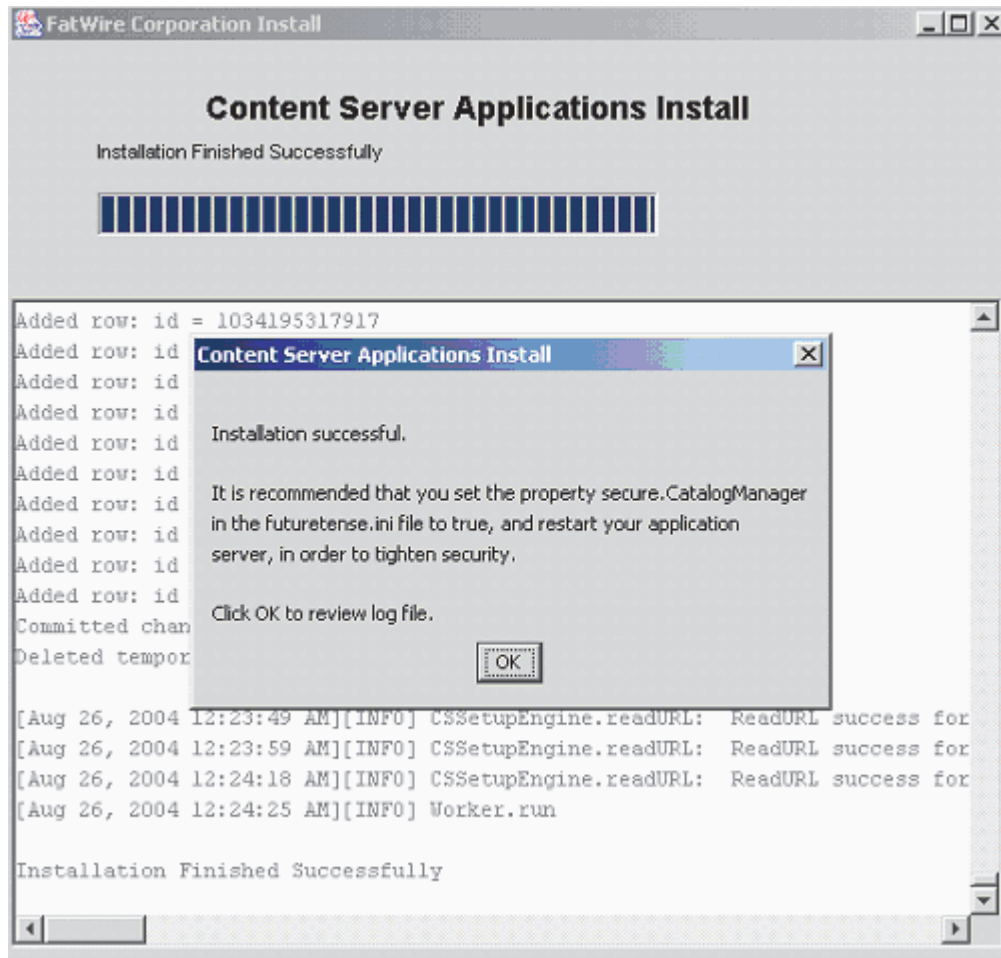 FatWire Corporation Install
Content Server Applications Install
Installation Finished Successfully
Added row: id = 1034195317917
Added row: id
Added row: id
Added row: id
Added row: id
Added row: id
Added row: id
Added row: id
Added row: id
Added row: id
Committed chan
Deleted tempor
Content Server Applications Install
Installation successful.
It is recommended that you set the property secure.CatalogManager
in the futuretense.ini file to true, and restart your application
server, in order to tighten security.
Click OK to review log file.
OK
[Aug 26, 2004 12:23:49 AM][INFO] CSSetupEngine.readURL: ReadURL success for
[Aug 26, 2004 12:23:59 AM][INFO] CSSetupEngine.readURL: ReadURL success for
[Aug 26, 2004 12:24:18 AM][INFO] CSSetupEngine.readURL: ReadURL success for
[Aug 26, 2004 12:24:25 AM][INFO] Worker.run
Installation Finished Successfully